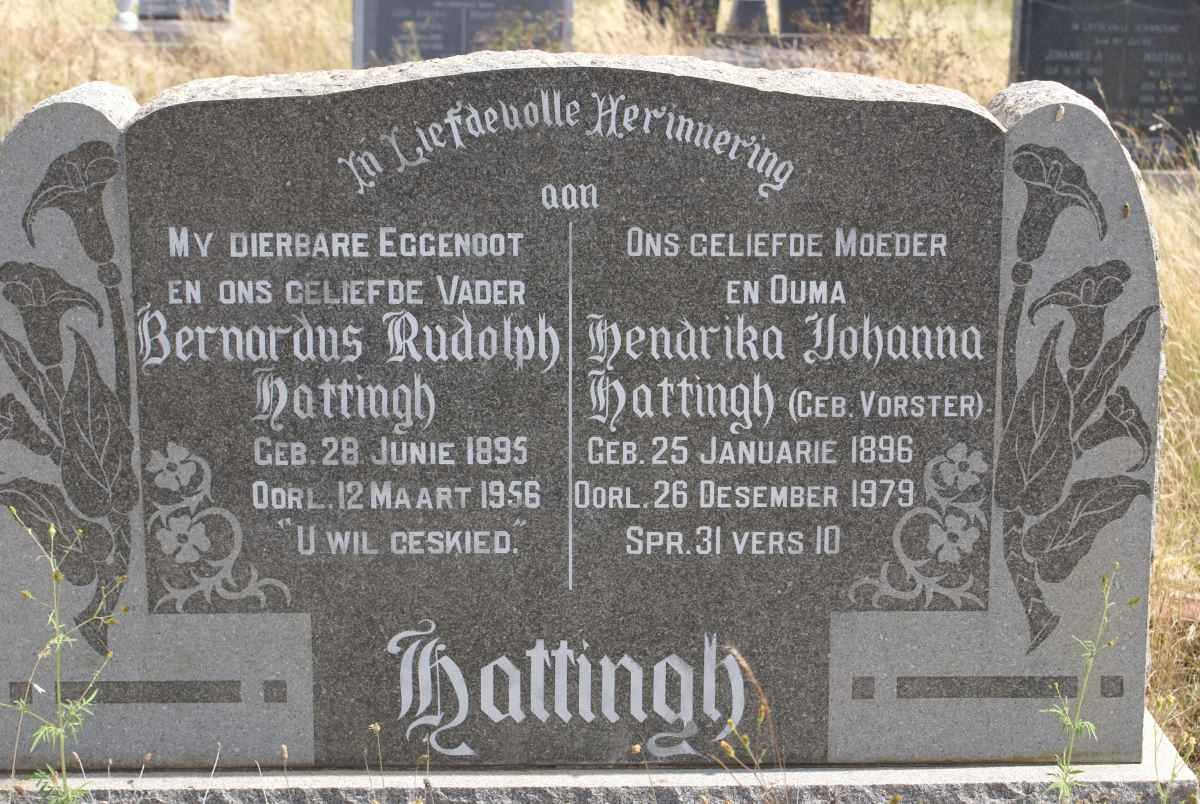 In Liefdevolle Herinnering
aan
My dierbare Eggenoot
en ons geliefde Vader
Bernardus Rudolph
Hattingh
Geb. 28 Junie 1895
Oorl. 12 Maart 1956
"U wil geskied."
Ons geliefde Moeder
en Ouma
Hendrika Johanna
Hattingh (Geb. Vorster)
Geb. 25 Januarie 1896
Oorl. 26 Desember 1979
Spr. 31 vers 10
Hattingh